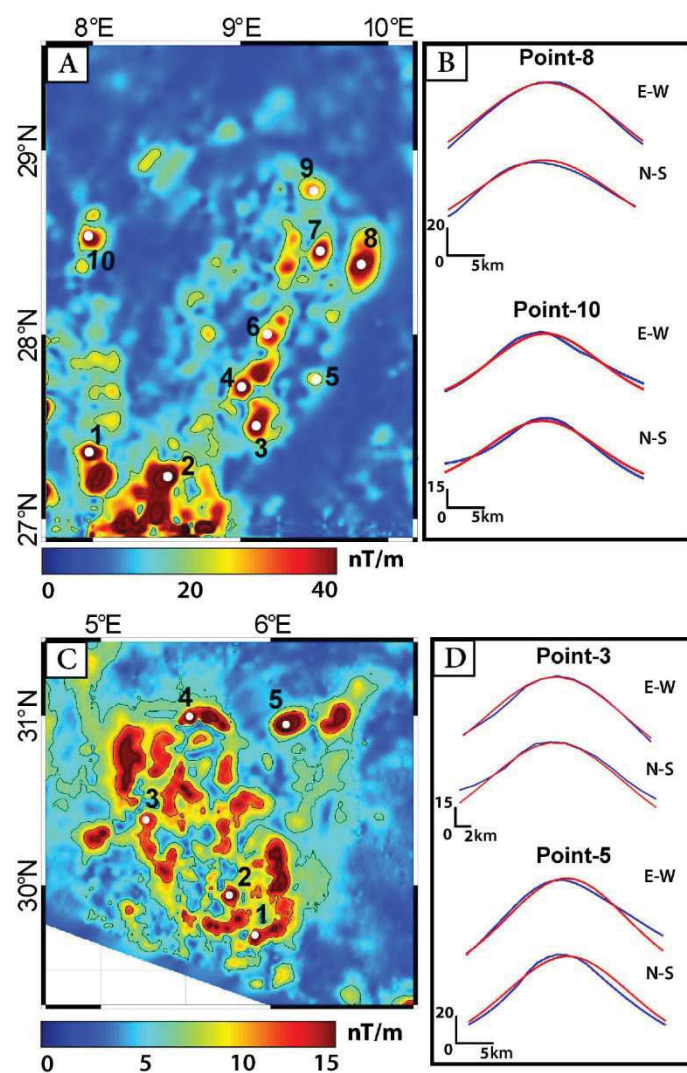 8°E 9°E 10°E
A
29°N
28°N
27°N
9
7
8
10
6
4
5
3
1
2
nT/m
0 20 40
B
Point-8
E-W
N-S
20
0 5km
Point-10
E-W
N-S
15
0 5km
5°E 6°E
C
31°N
30°N
4
5
3
2
1
nT/m
0 5 10 15
D
Point-3
E-W
N-S
15
0 2km
Point-5
E-W
N-S
20
0 5km